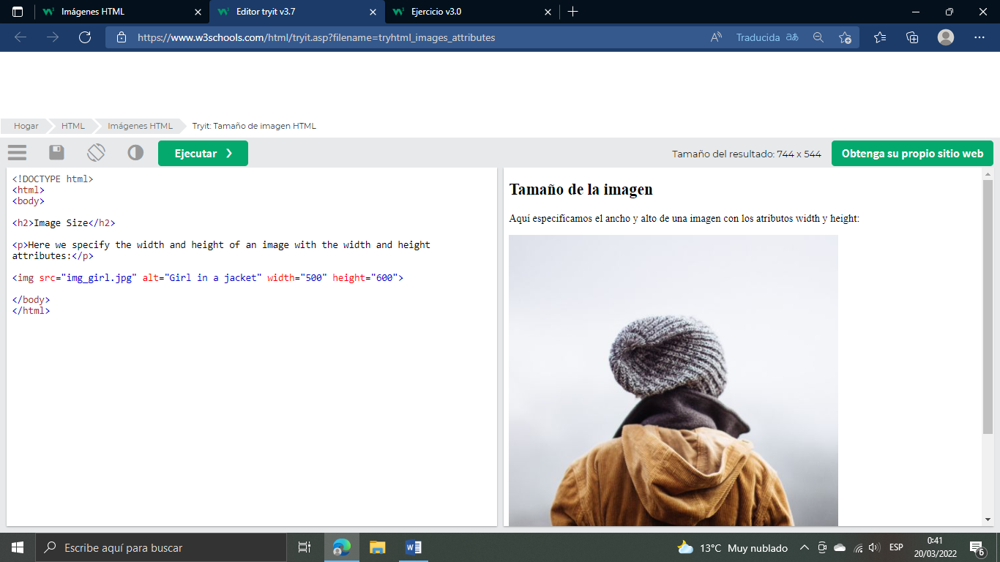 Imágenes HTML
Editor tryit v3.7
Ejercicio v3.0
https://www.w3schools.com/html/tryit.asp?filename=tryhtml_images_attributes
Traducida
Hogar
HTML
Imágenes HTML
Tryit: Tamaño de imagen HTML
Ejecutar ❯
Tamaño del resultado: 744 x 544
Obtenga su propio sitio web
<!DOCTYPE html>
<html>
<body>
<h2>Image Size</h2>
<p>Here we specify the width and height of an image with the width and height
attributes:</p>
<img src="img_girl.jpg" alt="Girl in a jacket" width="500" height="600">
</body>
</html>
Tamaño de la imagen
Aquí especificamos el ancho y alto de una imagen con los atributos width y height:
Escribe aquí para buscar
13°C Muy nublado
ESP
0:41
20/03/2022
6